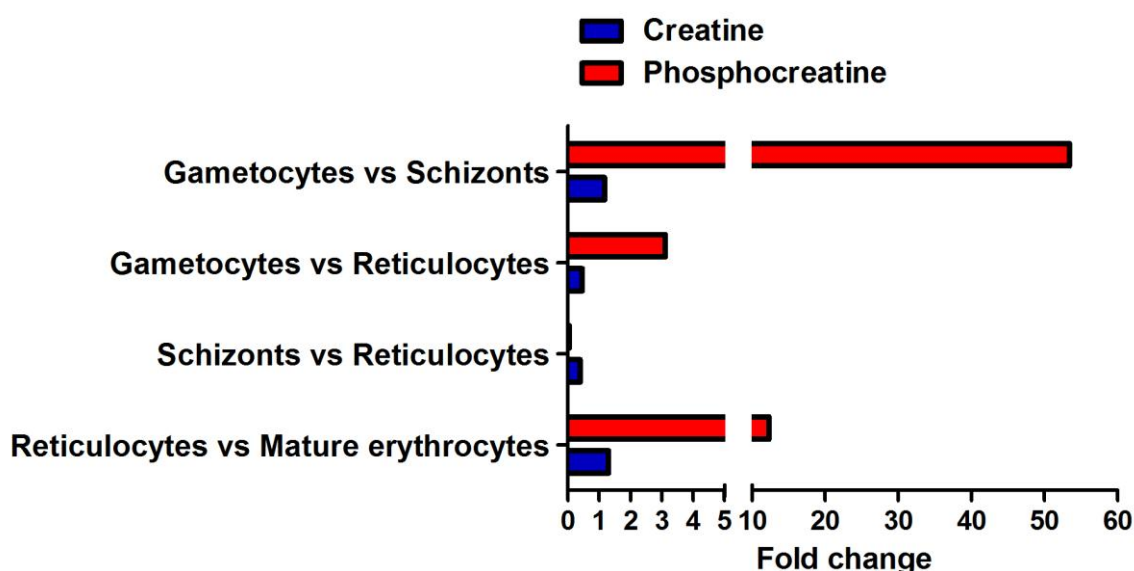 Creatine
Phosphocreatine
Gametocytes vs Schizonts
Gametocytes vs Reticulocytes
Schizonts vs Reticulocytes
Reticulocytes vs Mature erythrocytes
0 1 2 3 4 5 10 20 30 40 50 60
Fold change